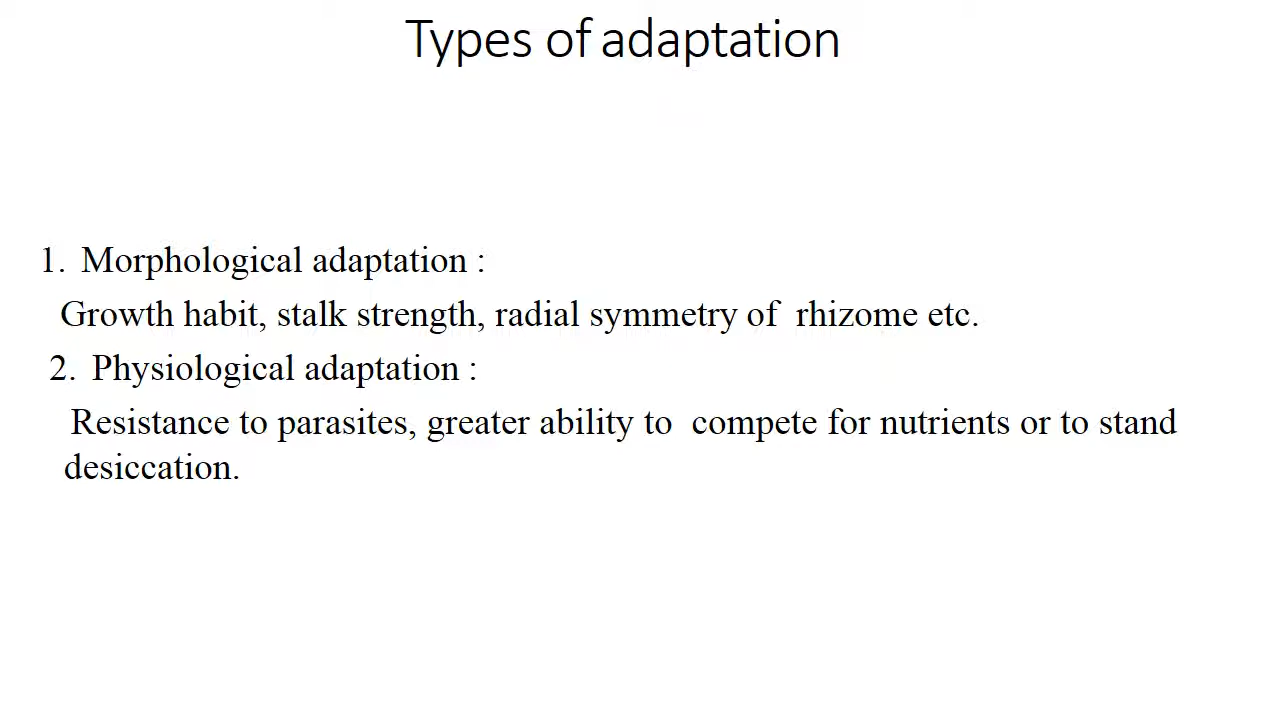 Types of adaptation
1. Morphological adaptation :
Growth habit, stalk strength, radial symmetry of rhizome etc.
2. Physiological adaptation :
Resistance to parasites, greater ability to compete for nutrients or to stand
desiccation.